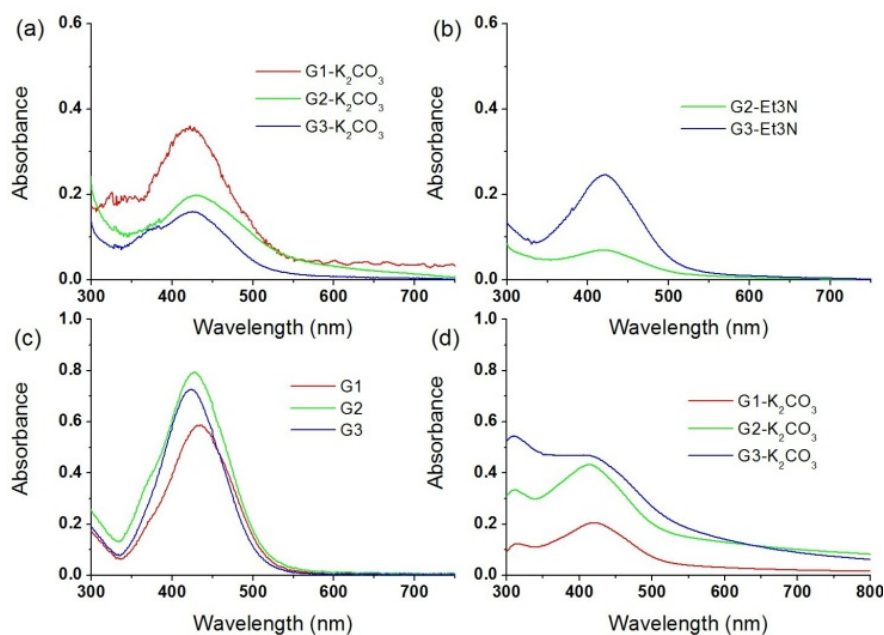 (a)
0.6
0.4
0.2
0.0
Absorbance
G1-K₂CO₃
G2-K₂CO₃
G3-K₂CO₃
300 400 500 600 700
Wavelength (nm)
(b)
0.6
0.4
0.2
0.0
Absorbance
G2-Et3N
G3-Et3N
300 400 500 600 700
Wavelength (nm)
(c)
1.0
0.8
0.6
0.4
0.2
0.0
Absorbance
G1
G2
G3
300 400 500 600 700
Wavelength (nm)
(d)
1.0
0.8
0.6
0.4
0.2
0.0
Absorbance
G1-K₂CO₃
G2-K₂CO₃
G3-K₂CO₃
300 400 500 600 700 800
Wavelength (nm)